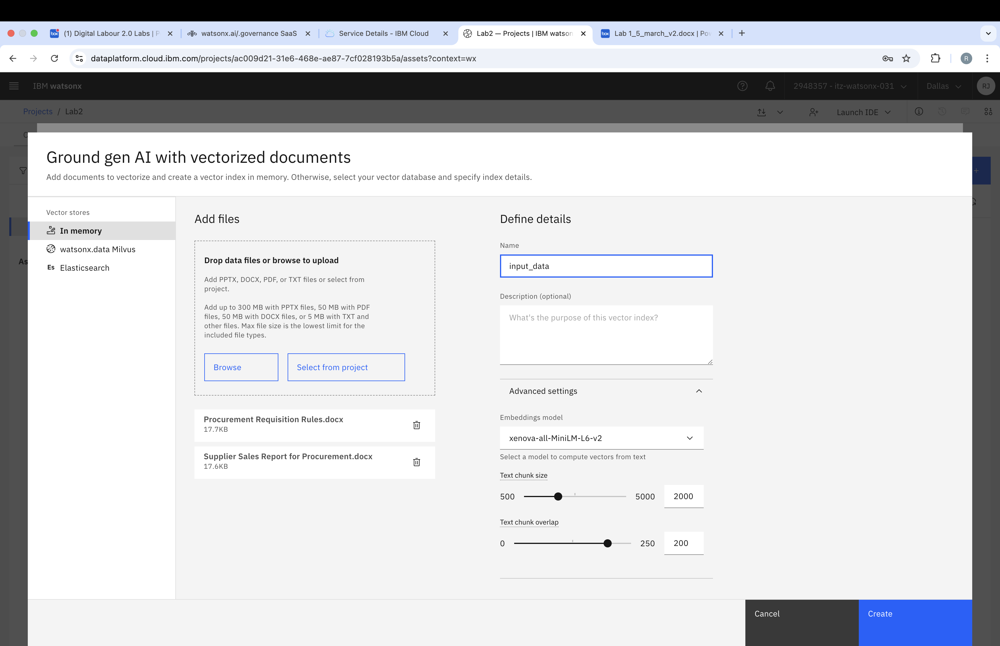 (1) Digital Labour 2.0 Labs | P
watsonx.ai/.governance SaaS
Service Details - IBM Cloud
Lab2 — Projects | IBM watson
Lab 1_5_march_v2.docx | Pow
dataplatform.cloud.ibm.com/projects/ac009d21-31e6-468e-ae87-7cf028193b5a/assets?context=wx
R
IBM watsonx
2948357 - itz-watsonx-031
Dallas
RJ
Projects / Lab2
Launch IDE
Ground gen AI with vectorized documents
Add documents to vectorize and create a vector index in memory. Otherwise, select your vector database and specify index details.
Vector stores
In memory
watsonx.data Milvus
Es Elasticsearch
As
Add files
Drop data files or browse to upload
Add PPTX, DOCX, PDF, or TXT files or select from
project.
Add up to 300 MB with PPTX files, 50 MB with PDF
files, 50 MB with DOCX files, or 5 MB with TXT and
other files. Max file size is the lowest limit for the
included file types.
Browse
Select from project
Procurement Requisition Rules.docx
17.7KB
Supplier Sales Report for Procurement.docx
17.6KB
Define details
Name
input_data
Description (optional)
What's the purpose of this vector index?
Advanced settings
Embeddings model
xenova-all-MiniLM-L6-v2
Select a model to compute vectors from text
Text chunk size
500 5000 2000
Text chunk overlap
0 250 200
Cancel
Create